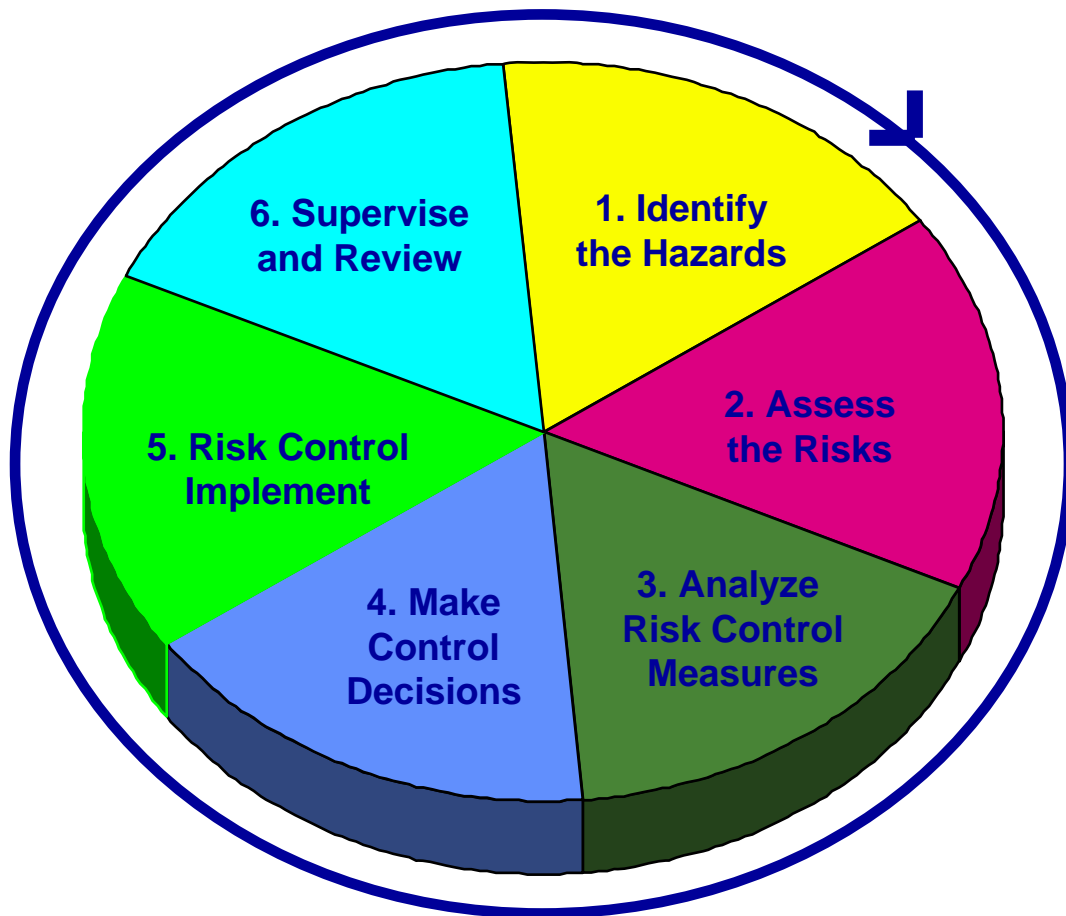 1. Identify
the Hazards
2. Assess
the Risks
3. Analyze
Risk Control
Measures
4. Make
Control
Decisions
5. Risk Control
Implement
6. Supervise
and Review